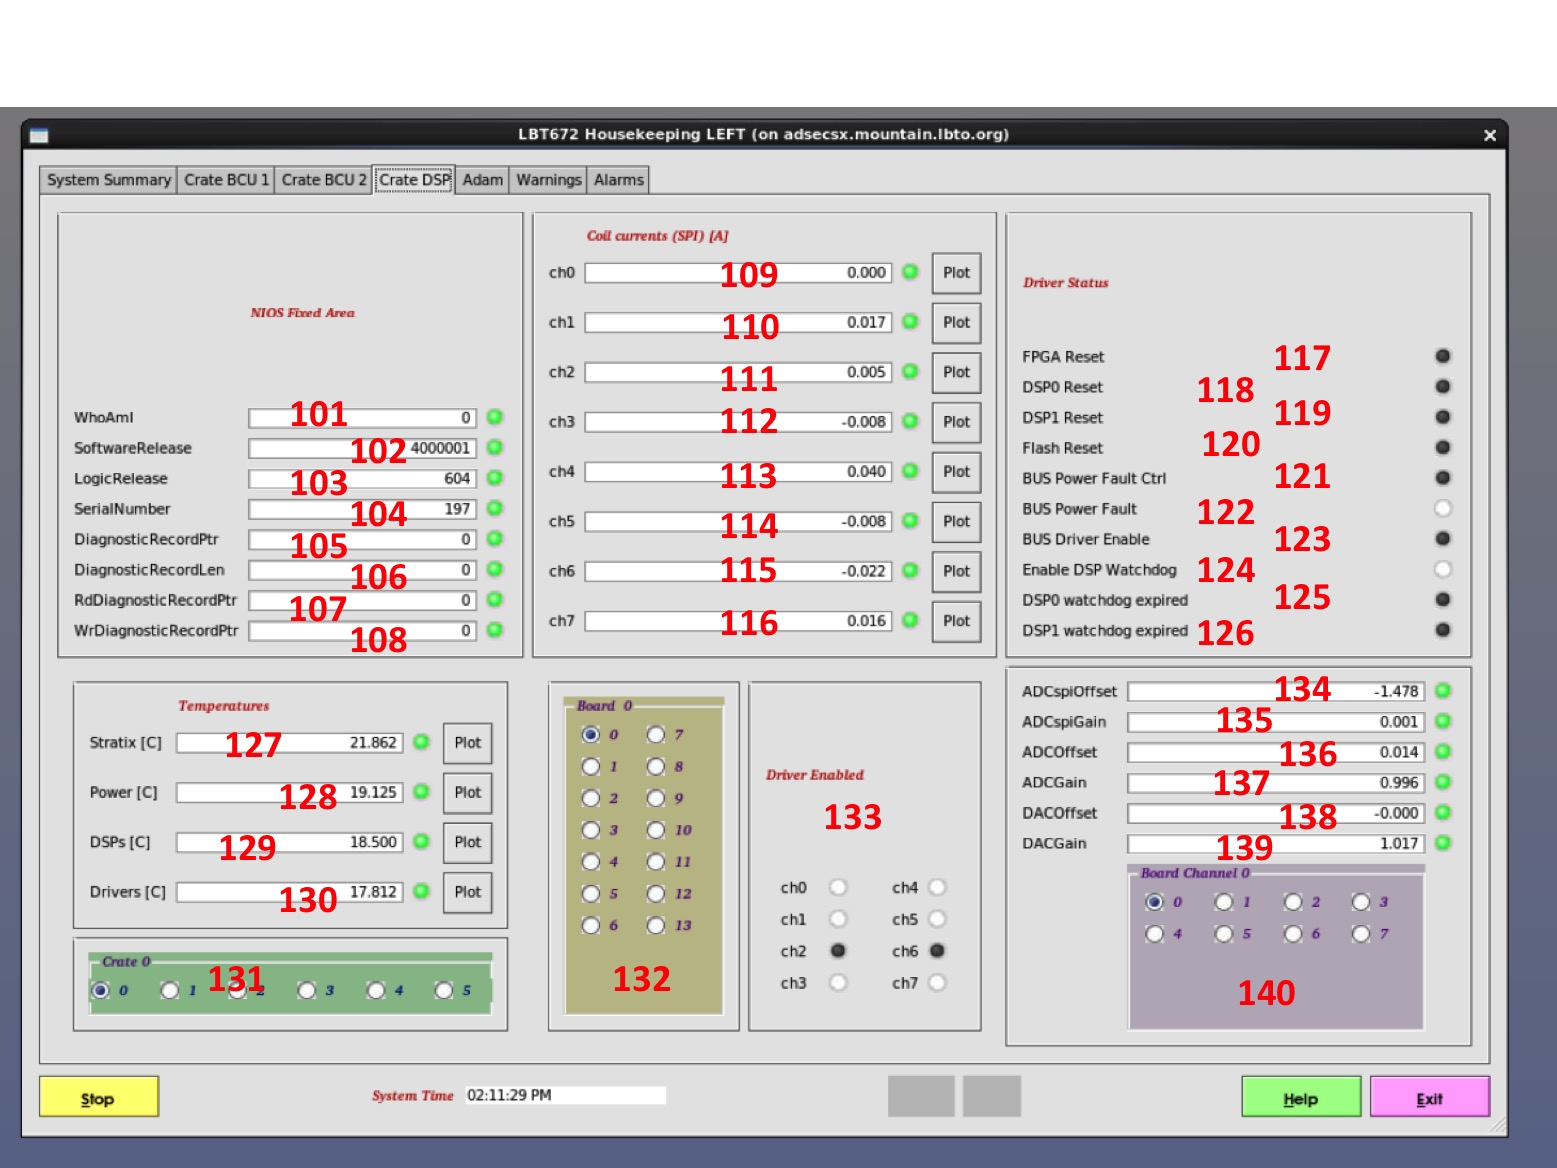 LBT672 Housekeeping LEFT (on adsecsx.mountain.lbto.org)
System Summary Crate BCU 1 Crate BCU 2 Crate DSP Adam Warnings Alarms
NIOS Fixed Area
WhoAmI 101 0
SoftwareRelease 102 4000001
LogicRelease 103 604
SerialNumber 104 197
DiagnosticRecordPtr 105 0
DiagnosticRecordLen 106 0
RdDiagnosticRecordPtr 107 0
WrDiagnosticRecordPtr 108 0
Coil currents (SPI) [A]
ch0 109 0.000 Plot
ch1 110 0.017 Plot
ch2 111 0.005 Plot
ch3 112 -0.008 Plot
ch4 113 0.040 Plot
ch5 114 -0.008 Plot
ch6 115 -0.022 Plot
ch7 116 0.016 Plot
Driver Status
FPGA Reset 117
DSP0 Reset 118
DSP1 Reset 119
Flash Reset 120
BUS Power Fault Ctrl 121
BUS Power Fault 122
BUS Driver Enable 123
Enable DSP Watchdog 124
DSP0 watchdog expired 125
DSP1 watchdog expired 126
Temperatures
Stratix [C] 127 21.862 Plot
Power [C] 128 19.125 Plot
DSPs [C] 129 18.500 Plot
Drivers [C] 130 17.812 Plot
Crate 0
131
0 1 2 3 4 5
Board 0
0 7
1 8
2 9
3 10
4 11
5 12
6 13
132
Driver Enabled
133
ch0 ch4
ch1 ch5
ch2 ch6
ch3 ch7
ADCspiOffset 134 -1.478
ADCspiGain 135 0.001
ADCOffset 136 0.014
ADCGain 137 0.996
DACOffset 138 -0.000
DACGain 139 1.017
Board Channel 0
0 1 2 3
4 5 6 7
140
Stop System Time 02:11:29 PM Help Exit